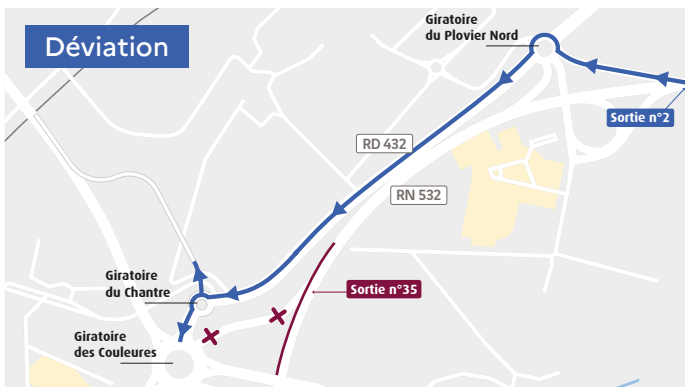 Déviation
Giratoire
du Plovier Nord
Sortie n°2
RD 432
RN 532
Giratoire
du Chantre
Sortie n°35
Giratoire
des Couleures